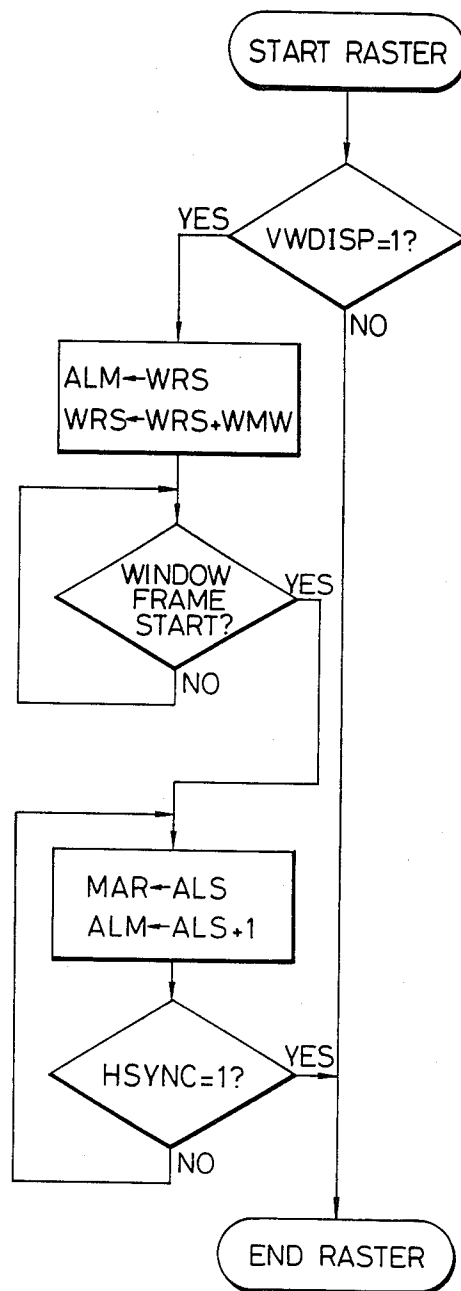 START RASTER
VWDISP=1?
YES
NO
ALM←WRS
WRS←WRS+WMW
WINDOW
FRAME
START?
YES
NO
MAR←ALS
ALM←ALS+1
HSYNC=1?
YES
NO
END RASTER